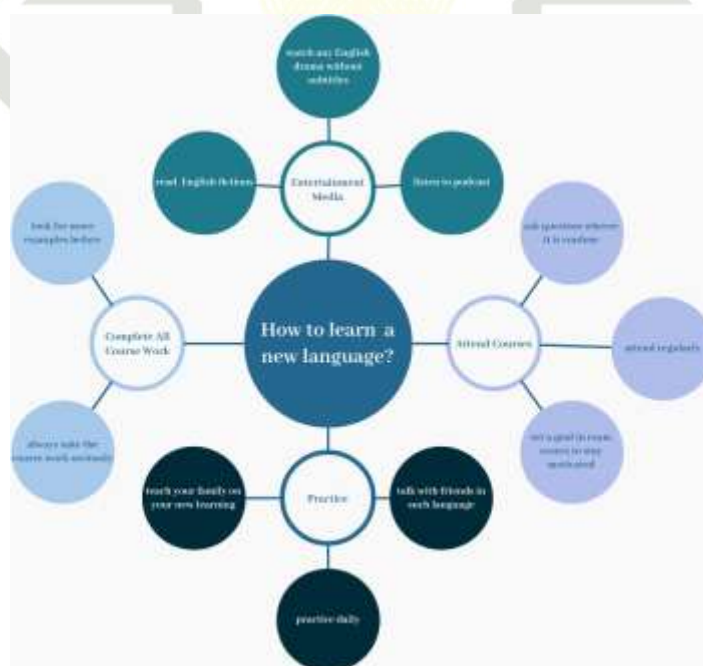 watch any English
drama without
subtitles
read English fictions
Entertainment
Media
listen to podcast
look for more
examples before
ask question where
it is confuse
Complete All
Course Work
How to learn a
new language?
Attend Courses
attend regularly
always take the
course work seriously
set a goal in exam
scores to stay
motivated
teach your family on
your new learning
Practice
talk with friends in
such language
practice daily